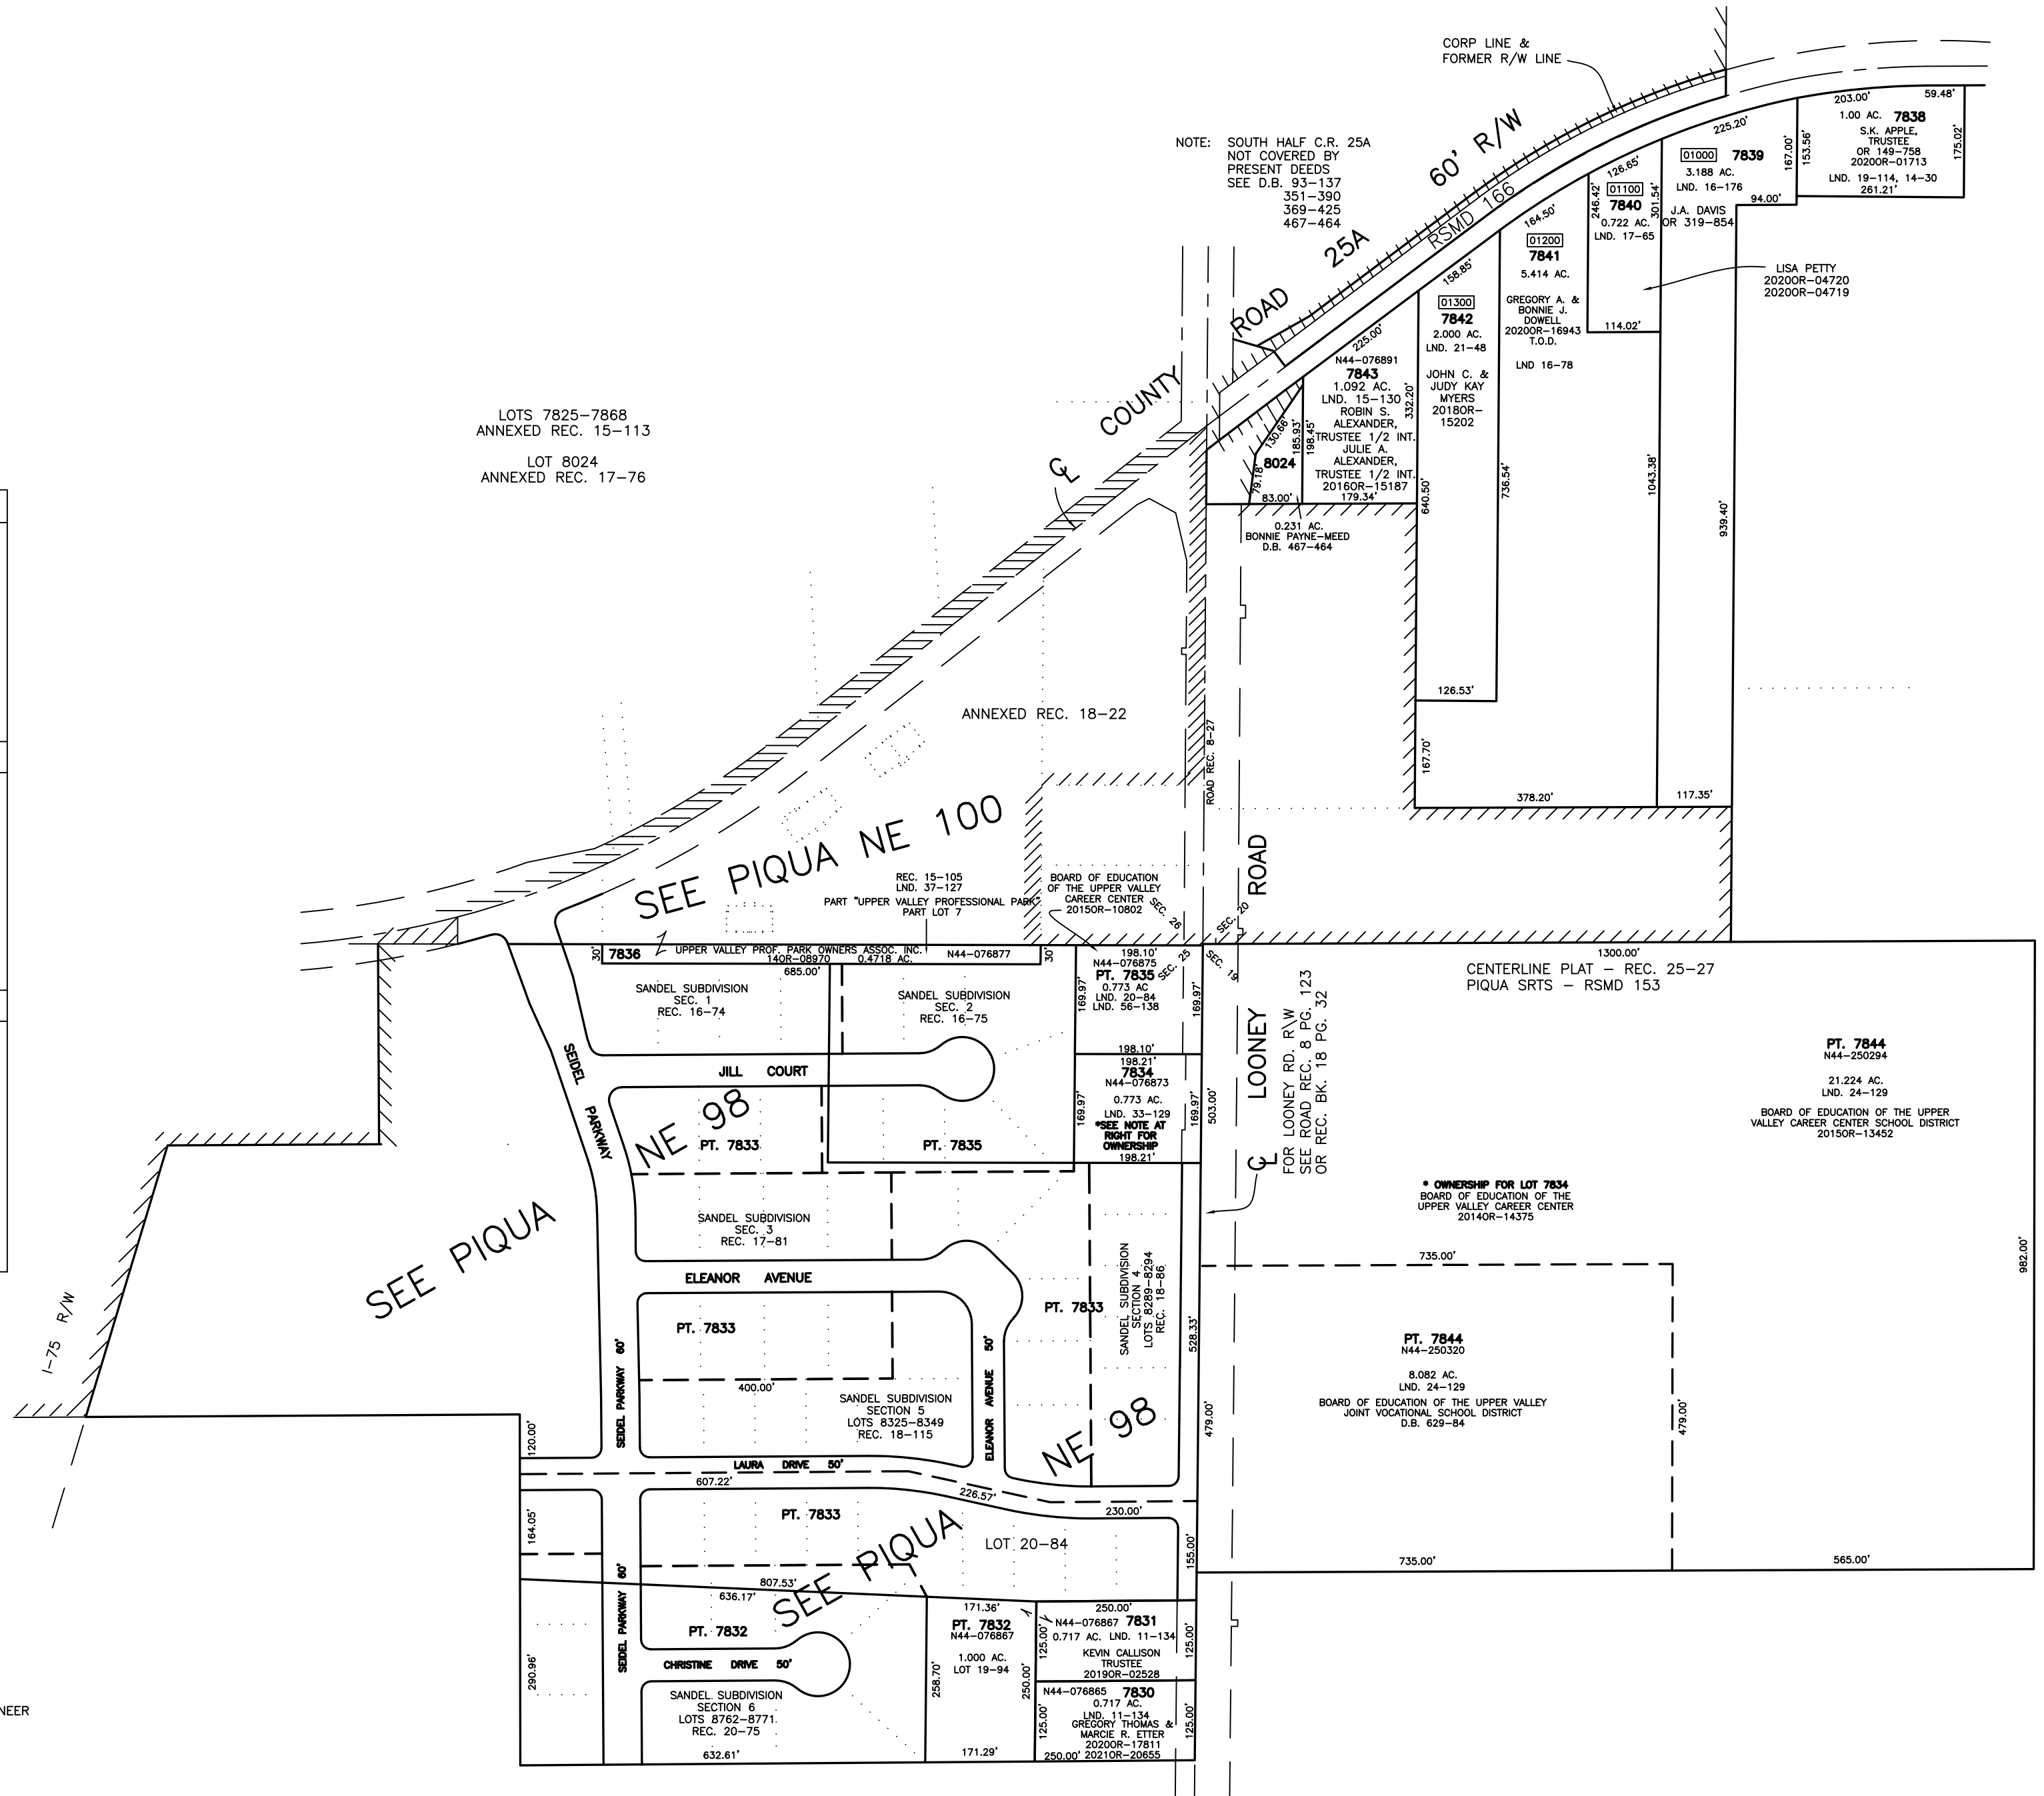 CORP LINE &
FORMER R/W LINE
NOTE: SOUTH HALF C.R. 25A
NOT COVERED BY
PRESENT DEEDS
SEE D.B. 93-137
351-390
369-425
467-464
COUNTY ROAD 25A 60' R/W
RSMD 166
203.00'
59.48'
1.00 AC. 7838
S.K. APPLE,
TRUSTEE
OR 149-758
2020OR-01713
LND. 19-114, 14-30
261.21'
175.02'
153.56'
167.00'
225.20'
01000 7839
3.188 AC.
LND. 16-176
94.00'
J.A. DAVIS
OR 319-854
126.65'
01100
7840
0.722 AC.
LND. 17-65
246.42'
301.54'
114.02'
LISA PETTY
2020OR-04720
2020OR-04719
164.50'
01200
7841
5.414 AC.
GREGORY A. &
BONNIE J.
DOWELL
2020OR-16943
T.O.D.
LND 16-78
158.85'
01300
7842
2.000 AC.
LND. 21-48
JOHN C. &
JUDY KAY
MYERS
2018OR-
15202
225.00'
N44-076891
7843
1.092 AC.
LND. 15-130
ROBIN S.
ALEXANDER,
TRUSTEE 1/2 INT.
JULIE A.
ALEXANDER,
TRUSTEE 1/2 INT.
2016OR-15187
179.34'
332.20'
198.45'
185.93'
130.66'
79.18'
8024
83.00'
0.231 AC.
BONNIE PAYNE-MEED
D.B. 467-464
640.50'
736.54'
1043.38'
939.40'
126.53'
167.70'
378.20'
117.35'
LOTS 7825-7868
ANNEXED REC. 15-113
LOT 8024
ANNEXED REC. 17-76
CL
ANNEXED REC. 18-22
ROAD REC. 8-27
SEE PIQUA NE 100
REC. 15-105
LND. 37-127
PART "UPPER VALLEY PROFESSIONAL PARK"
PART LOT 7
BOARD OF EDUCATION
OF THE UPPER VALLEY
CAREER CENTER
2015OR-10802
SEC. 26
SEC. 20
SEC. 25
SEC. 19
30'
7836
UPPER VALLEY PROF. PARK OWNERS ASSOC. INC.
14OR-08970 0.4718 AC.
N44-076877
30'
685.00'
198.10'
N44-076875
PT. 7835
0.773 AC
LND. 20-84
LND. 56-138
169.97'
169.97'
198.10'
198.21'
7834
N44-076873
0.773 AC.
LND. 33-129
*SEE NOTE AT
RIGHT FOR
OWNERSHIP
198.21'
169.97'
169.97'
503.00'
SANDEL SUBDIVISION
SEC. 1
REC. 16-74
SANDEL SUBDIVISION
SEC. 2
REC. 16-75
SEIDEL PARKWAY
JILL COURT
NE 98
PT. 7833
PT. 7835
CL LOONEY ROAD
FOR LOONEY RD. R\W
SEE ROAD REC. 8 PG. 123
OR REC. BK. 18 PG. 32
1300.00'
CENTERLINE PLAT - REC. 25-27
PIQUA SRTS - RSMD 153
PT. 7844
N44-250294
21.224 AC.
LND. 24-129
BOARD OF EDUCATION OF THE UPPER
VALLEY CAREER CENTER SCHOOL DISTRICT
2015OR-13452
* OWNERSHIP FOR LOT 7834
BOARD OF EDUCATION OF THE
UPPER VALLEY CAREER CENTER
2014OR-14375
735.00'
982.00'
PT. 7844
N44-250320
8.082 AC.
LND. 24-129
BOARD OF EDUCATION OF THE UPPER VALLEY
JOINT VOCATIONAL SCHOOL DISTRICT
D.B. 629-84
479.00'
479.00'
735.00'
565.00'
SEE PIQUA
I-75 R/W
SANDEL SUBDIVISION
SEC. 3
REC. 17-81
ELEANOR AVENUE
PT. 7833
PT. 7833
SANDEL SUBDIVISION
SECTION 4
LOTS 8289-8294
REC. 18-86
528.33'
SEIDEL PARKWAY 60'
400.00'
ELEANOR AVENUE 50'
SANDEL SUBDIVISION
SECTION 5
LOTS 8325-8349
REC. 18-115
NE 98
120.00'
LAURA DRIVE 50'
607.22'
226.57'
230.00'
164.05'
PT. 7833
SEE PIQUA
LOT 20-84
155.00'
SEIDEL PARKWAY 60'
807.53'
636.17'
171.36'
250.00'
PT. 7832
PT. 7832
N44-076867
1.000 AC.
LOT 19-94
258.70'
250.00'
N44-076867 7831
0.717 AC. LND. 11-134
KEVIN CALLISON
TRUSTEE
2019OR-02528
125.00'
125.00'
CHRISTINE DRIVE 50'
290.96'
SANDEL SUBDIVISION
SECTION 6
LOTS 8762-8771
REC. 20-75
632.61'
171.29'
N44-076865 7830
0.717 AC.
LND. 11-134
GREGORY THOMAS &
MARCIE R. ETTER
2020OR-17811
250.00' 2021OR-20655
125.00'
125.00'
NEER